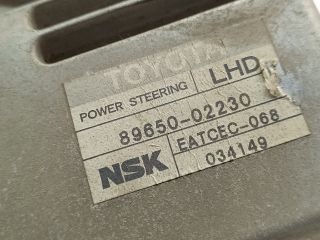 TOYOTA
POWER STEERING LHD
89650-02230
NSK EATCEC-068
034149